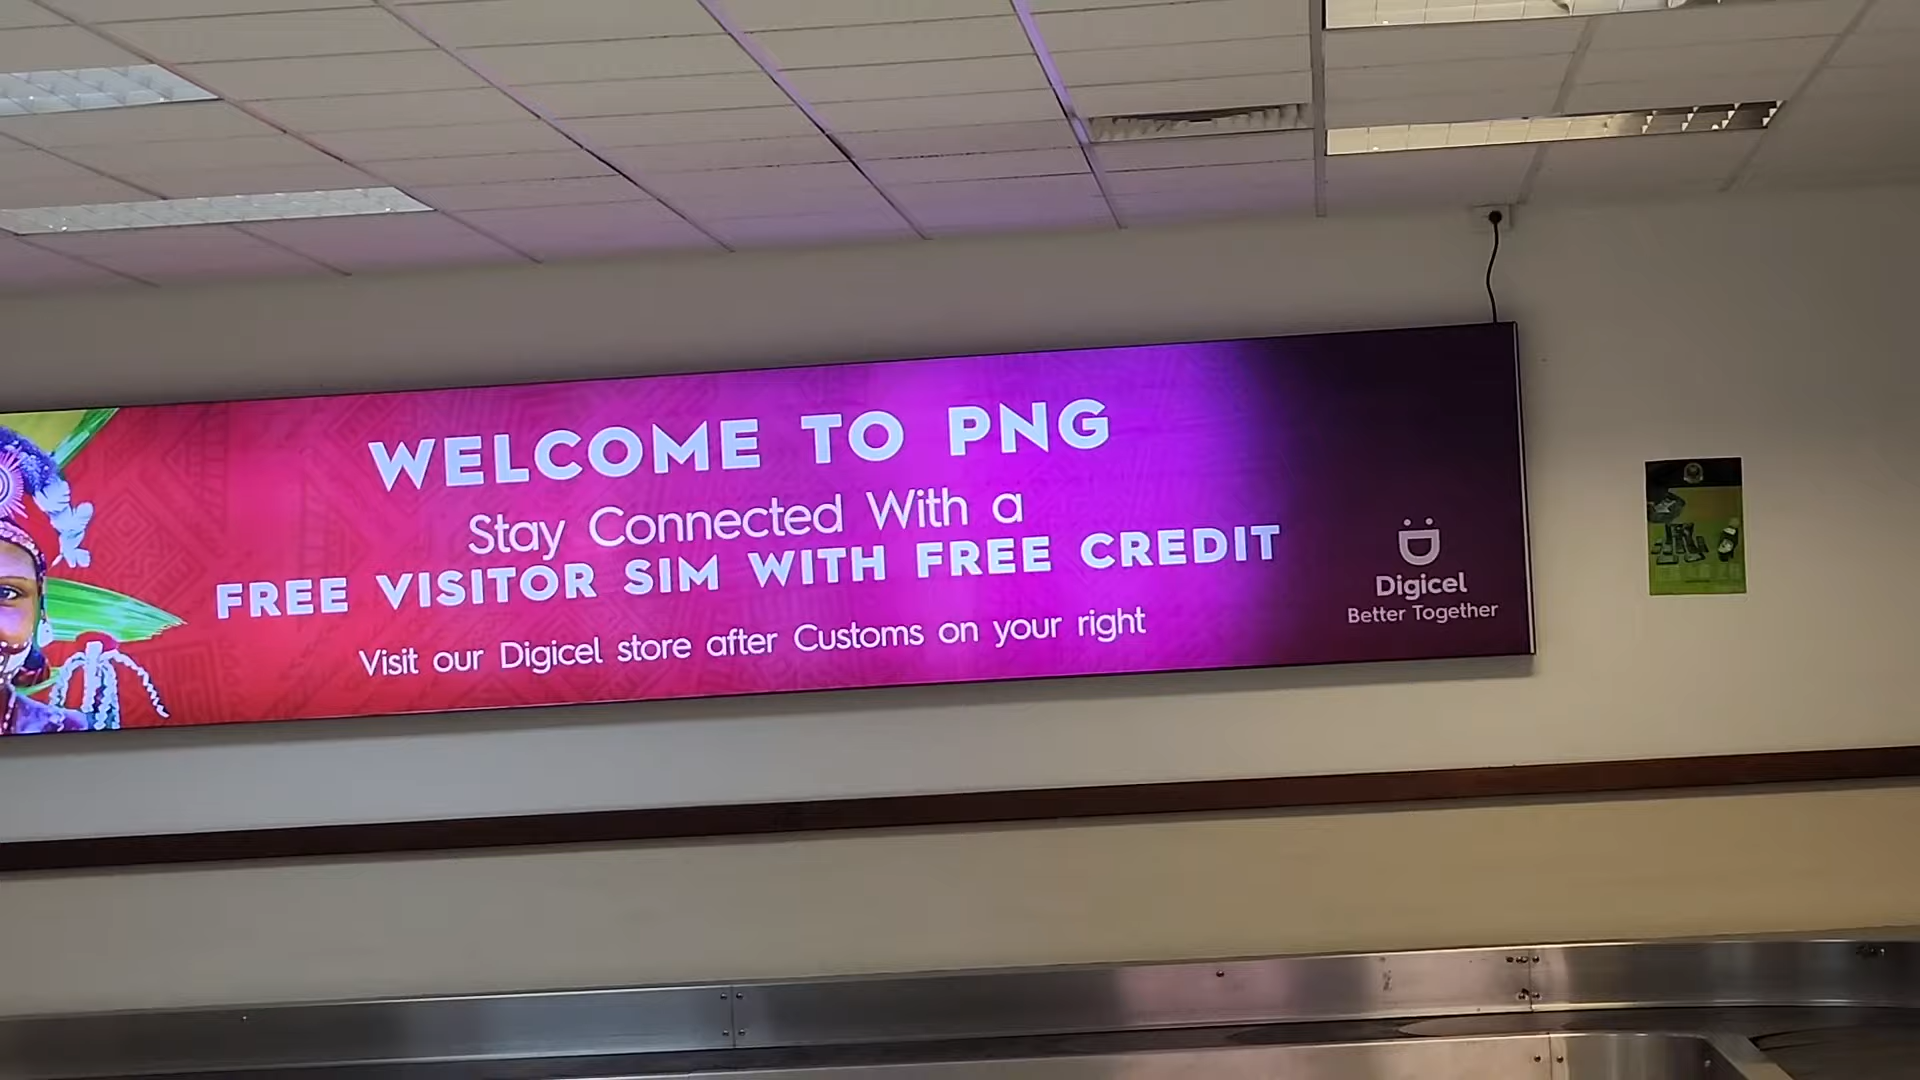 WELCOME TO PNG
Stay Connected With a
FREE VISITOR SIM WITH FREE CREDIT
Visit our Digicel store after Customs on your right
Digicel
Better Together